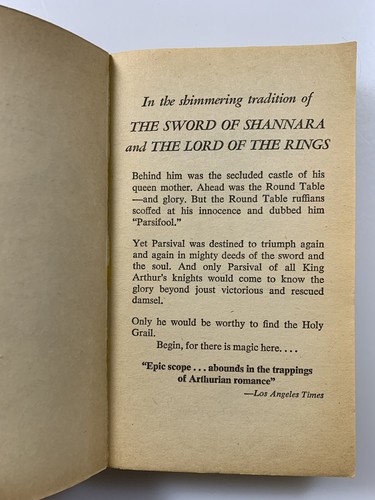 In the shimmering tradition of
THE SWORD OF SHANNARA
and THE LORD OF THE RINGS
Behind him was the secluded castle of his
queen mother. Ahead was the Round Table
—and glory. But the Round Table ruffians
scoffed at his innocence and dubbed him
"Parsifool."
Yet Parsival was destined to triumph again
and again in mighty deeds of the sword and
the soul. And only Parsival of all King
Arthur's knights would come to know the
glory beyond joust victorious and rescued
damsel.
Only he would be worthy to find the Holy
Grail.
Begin, for there is magic here. . . .
"Epic scope . . . abounds in the trappings
of Arthurian romance"
—Los Angeles Times